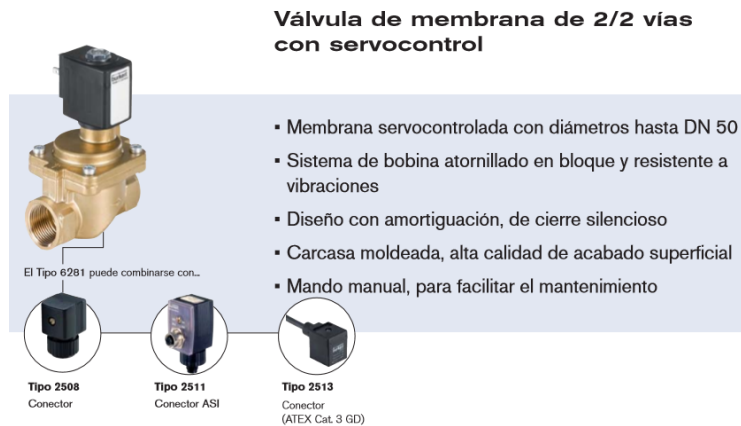 Válvula de membrana de 2/2 vías
con servocontrol
▪ Membrana servocontrolada con diámetros hasta DN 50
▪ Sistema de bobina atornillado en bloque y resistente a
vibraciones
▪ Diseño con amortiguación, de cierre silencioso
▪ Carcasa moldeada, alta calidad de acabado superficial
▪ Mando manual, para facilitar el mantenimiento
El Tipo 6281 puede combinarse con...
Tipo 2508
Conector
Tipo 2511
Conector ASI
Tipo 2513
Conector
(ATEX Cat. 3 GD)